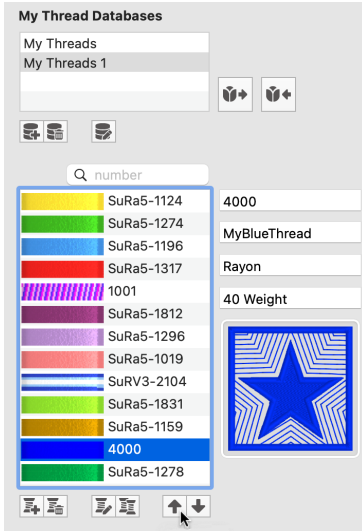 My Thread Databases
My Threads
My Threads 1
number
SuRa5-1124
SuRa5-1274
SuRa5-1196
SuRa5-1317
1001
SuRa5-1812
SuRa5-1296
SuRa5-1019
SuRV3-2104
SuRa5-1831
SuRa5-1159
4000
SuRa5-1278
4000
MyBlueThread
Rayon
40 Weight